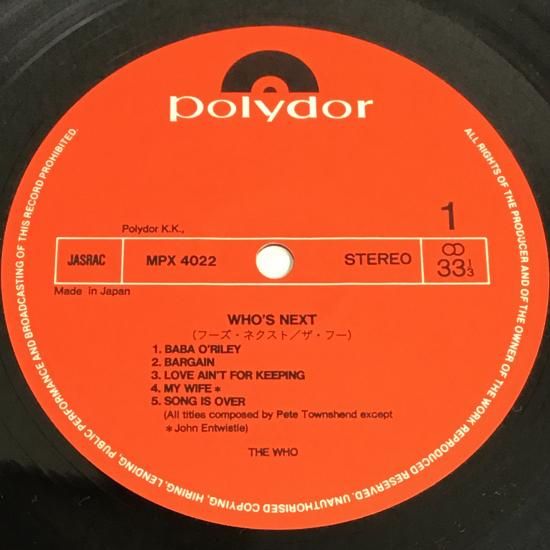 polydor
1
Polydor K.K.,
JASRAC
MPX 4022
STEREO
33 1/3
Made in Japan
WHO'S NEXT
(フーズ・ネクスト/ザ・フー)
1. BABA O'RILEY
2. BARGAIN
3. LOVE AIN'T FOR KEEPING
4. MY WIFE *
5. SONG IS OVER
(All titles composed by Pete Townshend except
* John Entwistle)
THE WHO
ALL RIGHTS OF THE PRODUCER AND OF THE OWNER OF THE WORK REPRODUCED RESERVED. UNAUTHORISED COPYING, HIRING, LENDING, PUBLIC PERFORMANCE AND BROADCASTING OF THIS RECORD PROHIBITED.